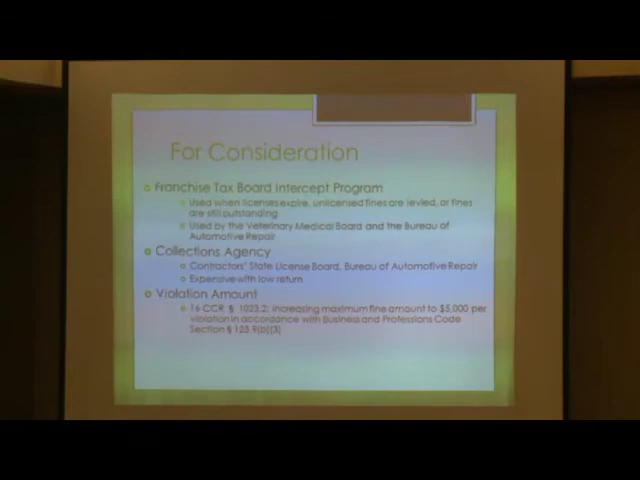 For Consideration
Franchise Tax Board Intercept Program
Used when licenses expire, unlicensed fines are levied, or fines
are still outstanding
Used by the Veterinary Medical Board and the Bureau of
Automotive Repair
Collections Agency
Contractors' State License Board, Bureau of Automotive Repair
Expensive with low return
Violation Amount
16 CCR § 1023.2; increasing maximum fine amount to $5,000 per
violation in accordance with Business and Professions Code
Section § 125.9(b)(3)